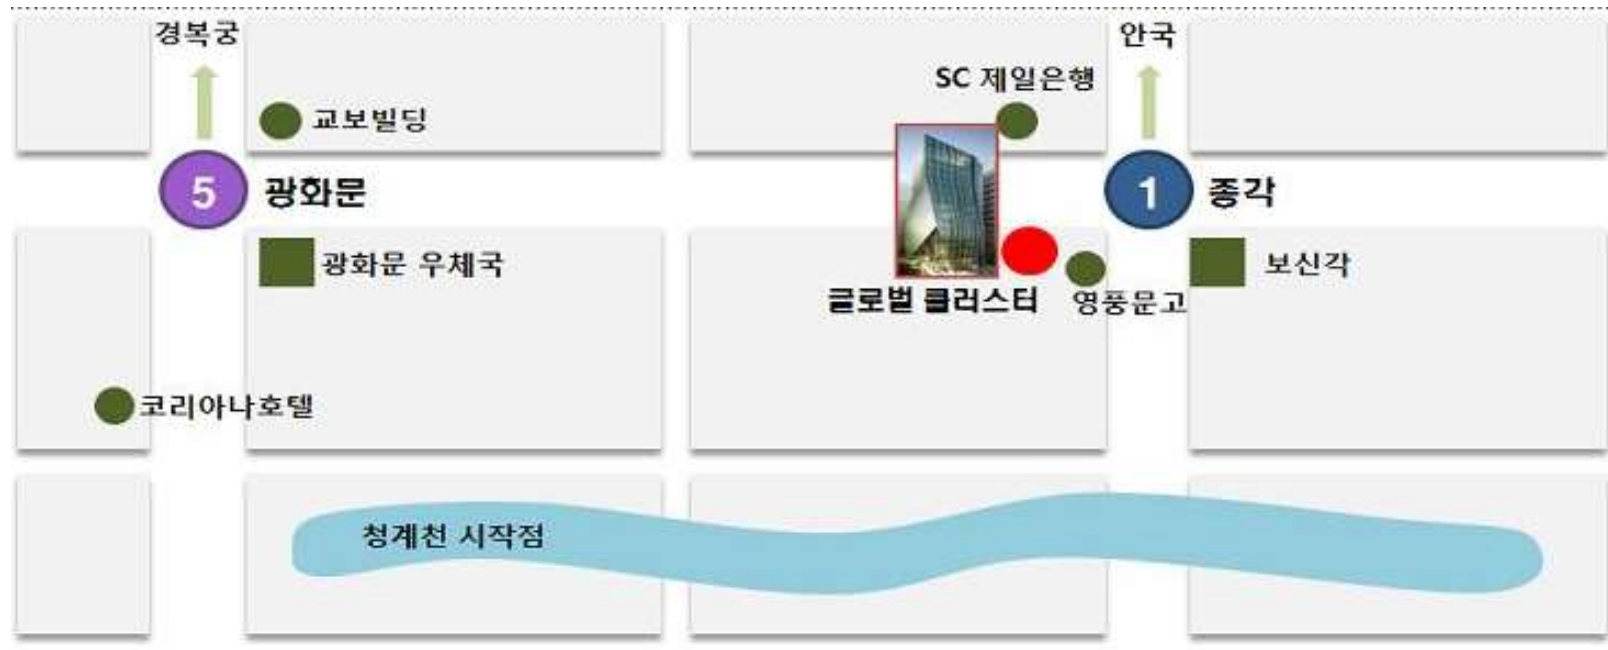 경복궁
안국
SC 제일은행
교보빌딩
5 광화문
1 종각
광화문 우체국
보신각
글로벌 클러스터
영풍문고
코리아나호텔
청계천 시작점